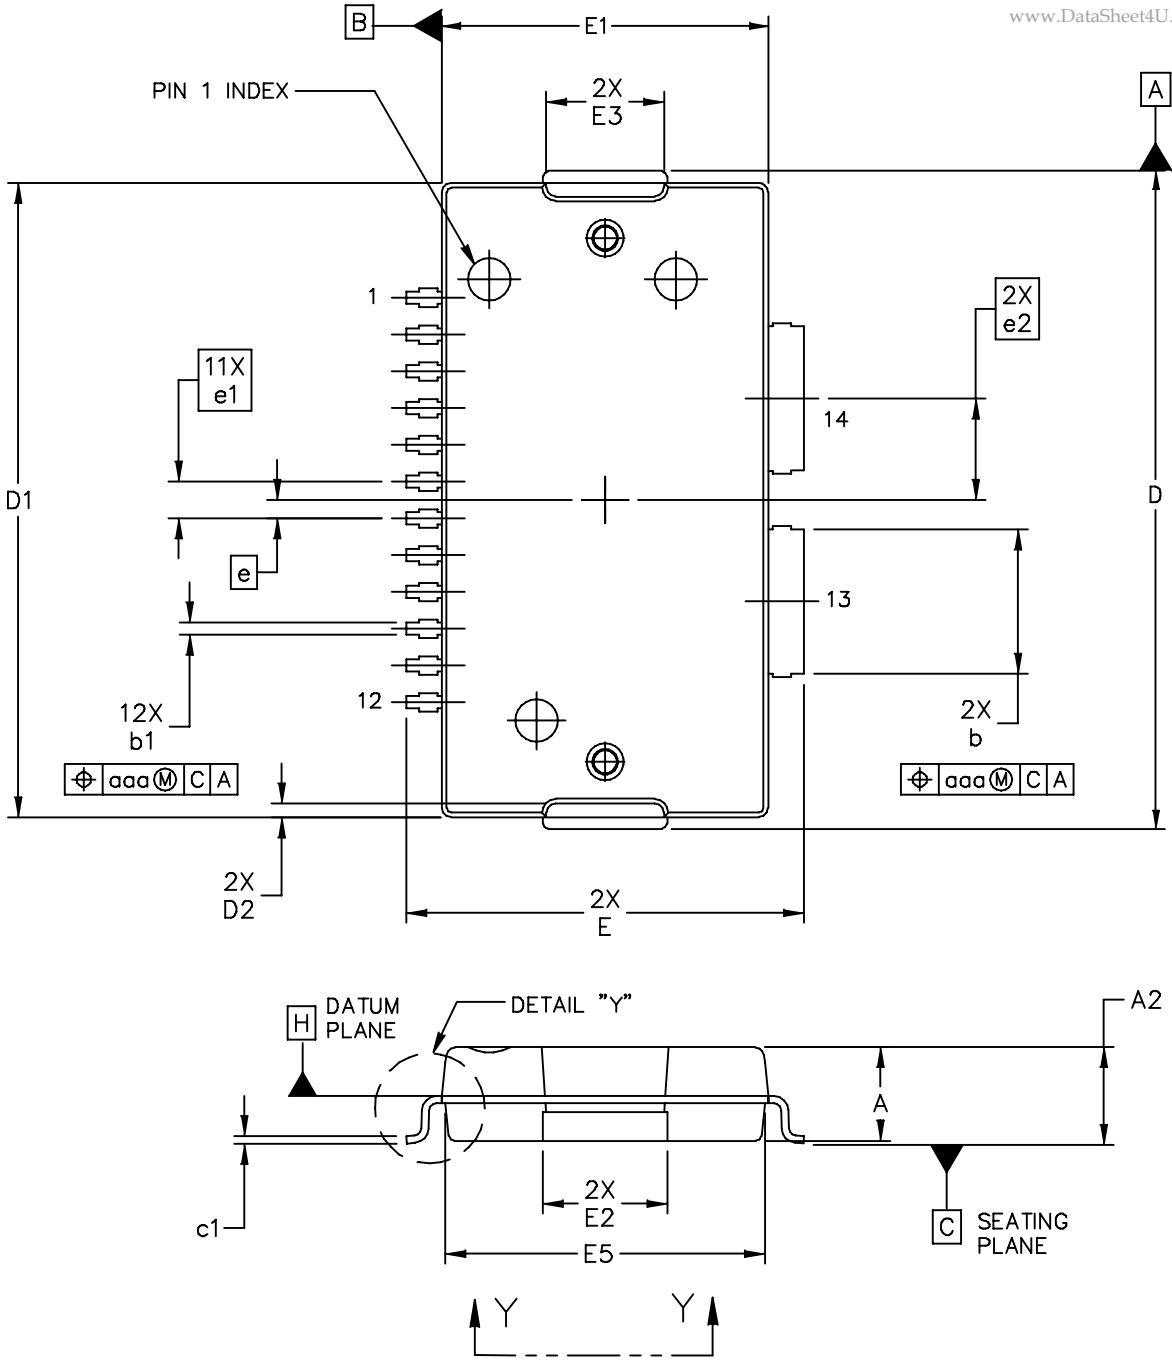 www.DataSheet4U.
B
E1
PIN 1 INDEX
2X
E3
A
1
2X
e2
11X
e1
14
D1
D
e
13
12
12X
b1
2X
b
⌖ aaa Ⓜ C A
⌖ aaa Ⓜ C A
2X
D2
2X
E
H
DATUM
PLANE
DETAIL "Y"
A2
A
c1
2X
E2
E5
C
SEATING
PLANE
Y
Y